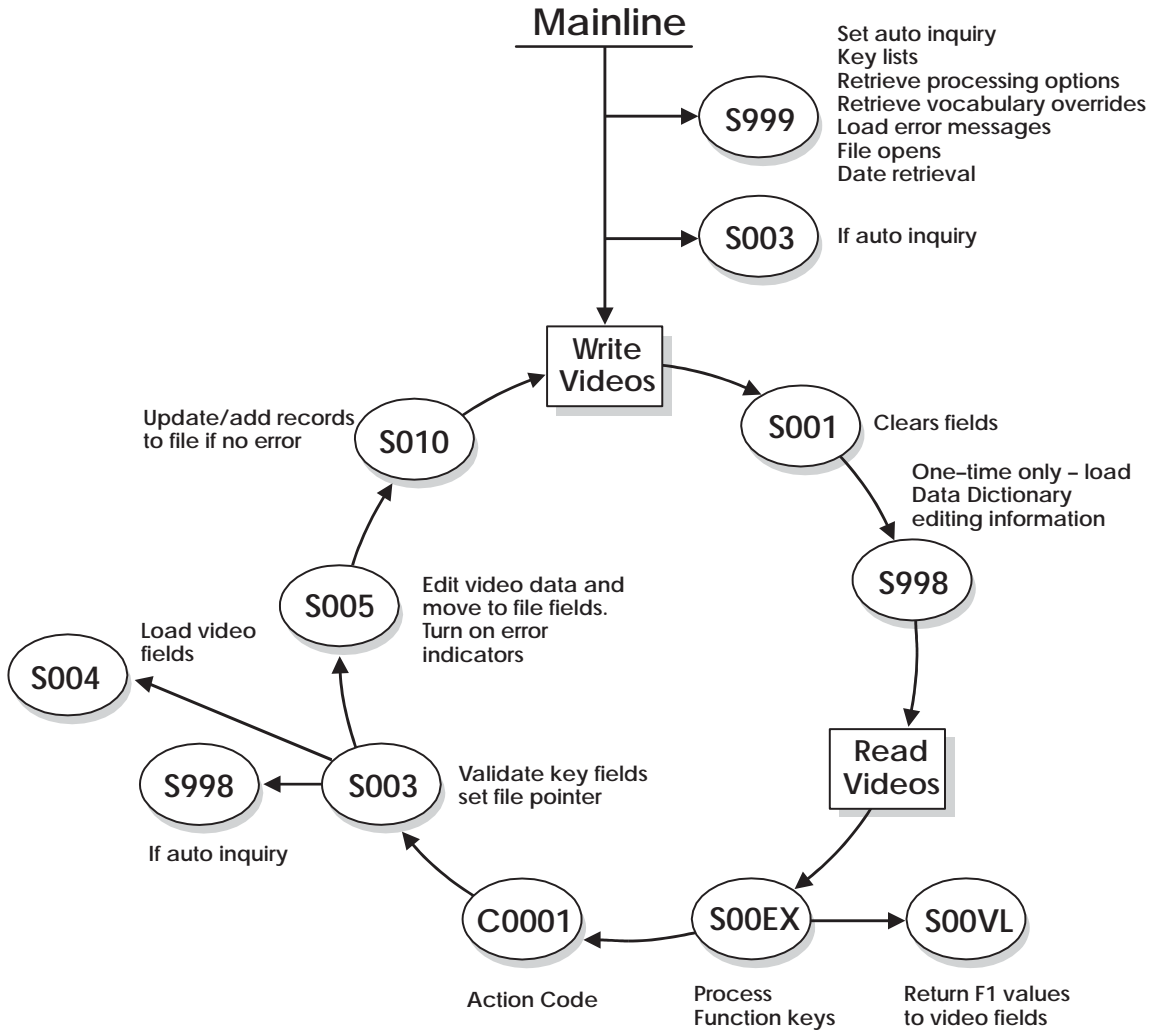 Mainline
Set auto inquiry
Key lists
Retrieve processing options
Retrieve vocabulary overrides
Load error messages
File opens
Date retrieval
S999
S003
If auto inquiry
Write
Videos
S001
Clears fields
One–time only – load
Data Dictionary
editing information
S998
Read
Videos
S00EX
Process
Function keys
S00VL
Return F1 values
to video fields
C0001
Action Code
S003
Validate key fields
set file pointer
S998
If auto inquiry
S004
Load video
fields
S005
Edit video data and
move to file fields.
Turn on error
indicators
S010
Update/add records
to file if no error